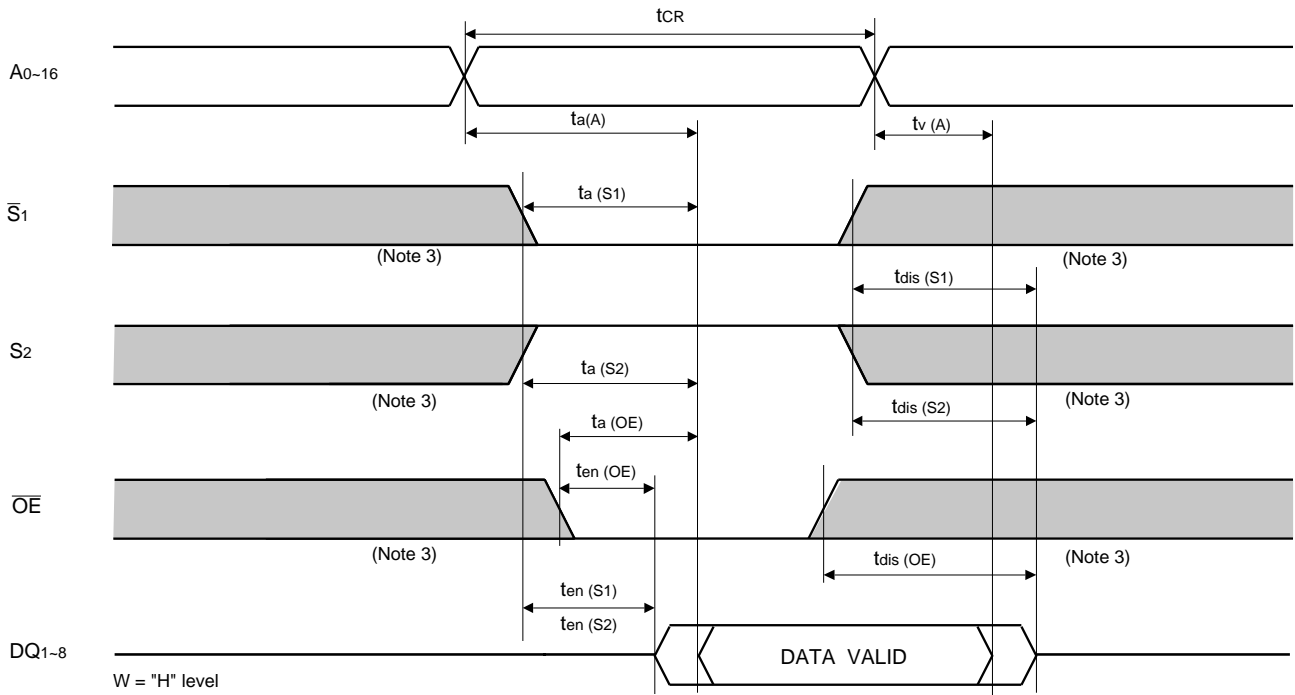 tCR
A0~16
ta(A)
tv (A)
ta (S1)
S̅1
(Note 3)
(Note 3)
tdis (S1)
S2
ta (S2)
(Note 3)
(Note 3)
tdis (S2)
ta (OE)
ten (OE)
O̅E̅
(Note 3)
(Note 3)
tdis (OE)
ten (S1)
ten (S2)
DQ1~8
DATA VALID
W = "H" level